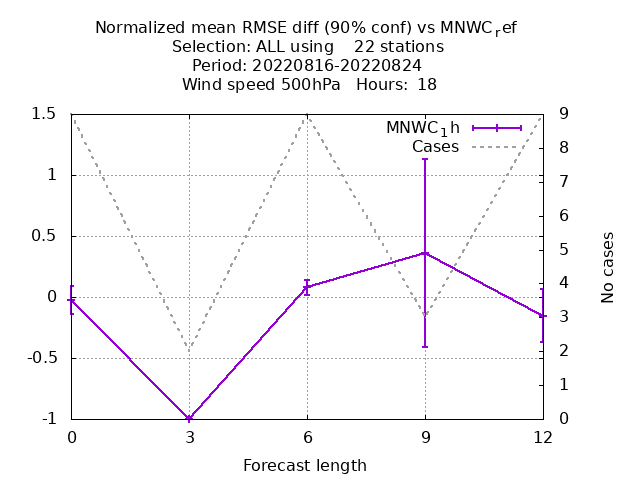 Normalized mean RMSE diff (90% conf) vs MNWC_ref
Selection: ALL using    22 stations
Period: 20220816-20220824
Wind speed 500hPa   Hours:  18
MNWC_1h
Cases
1.5
1
0.5
0
-0.5
-1
9
8
7
6
5
4
3
2
1
0
No cases
0 3 6 9 12
Forecast length